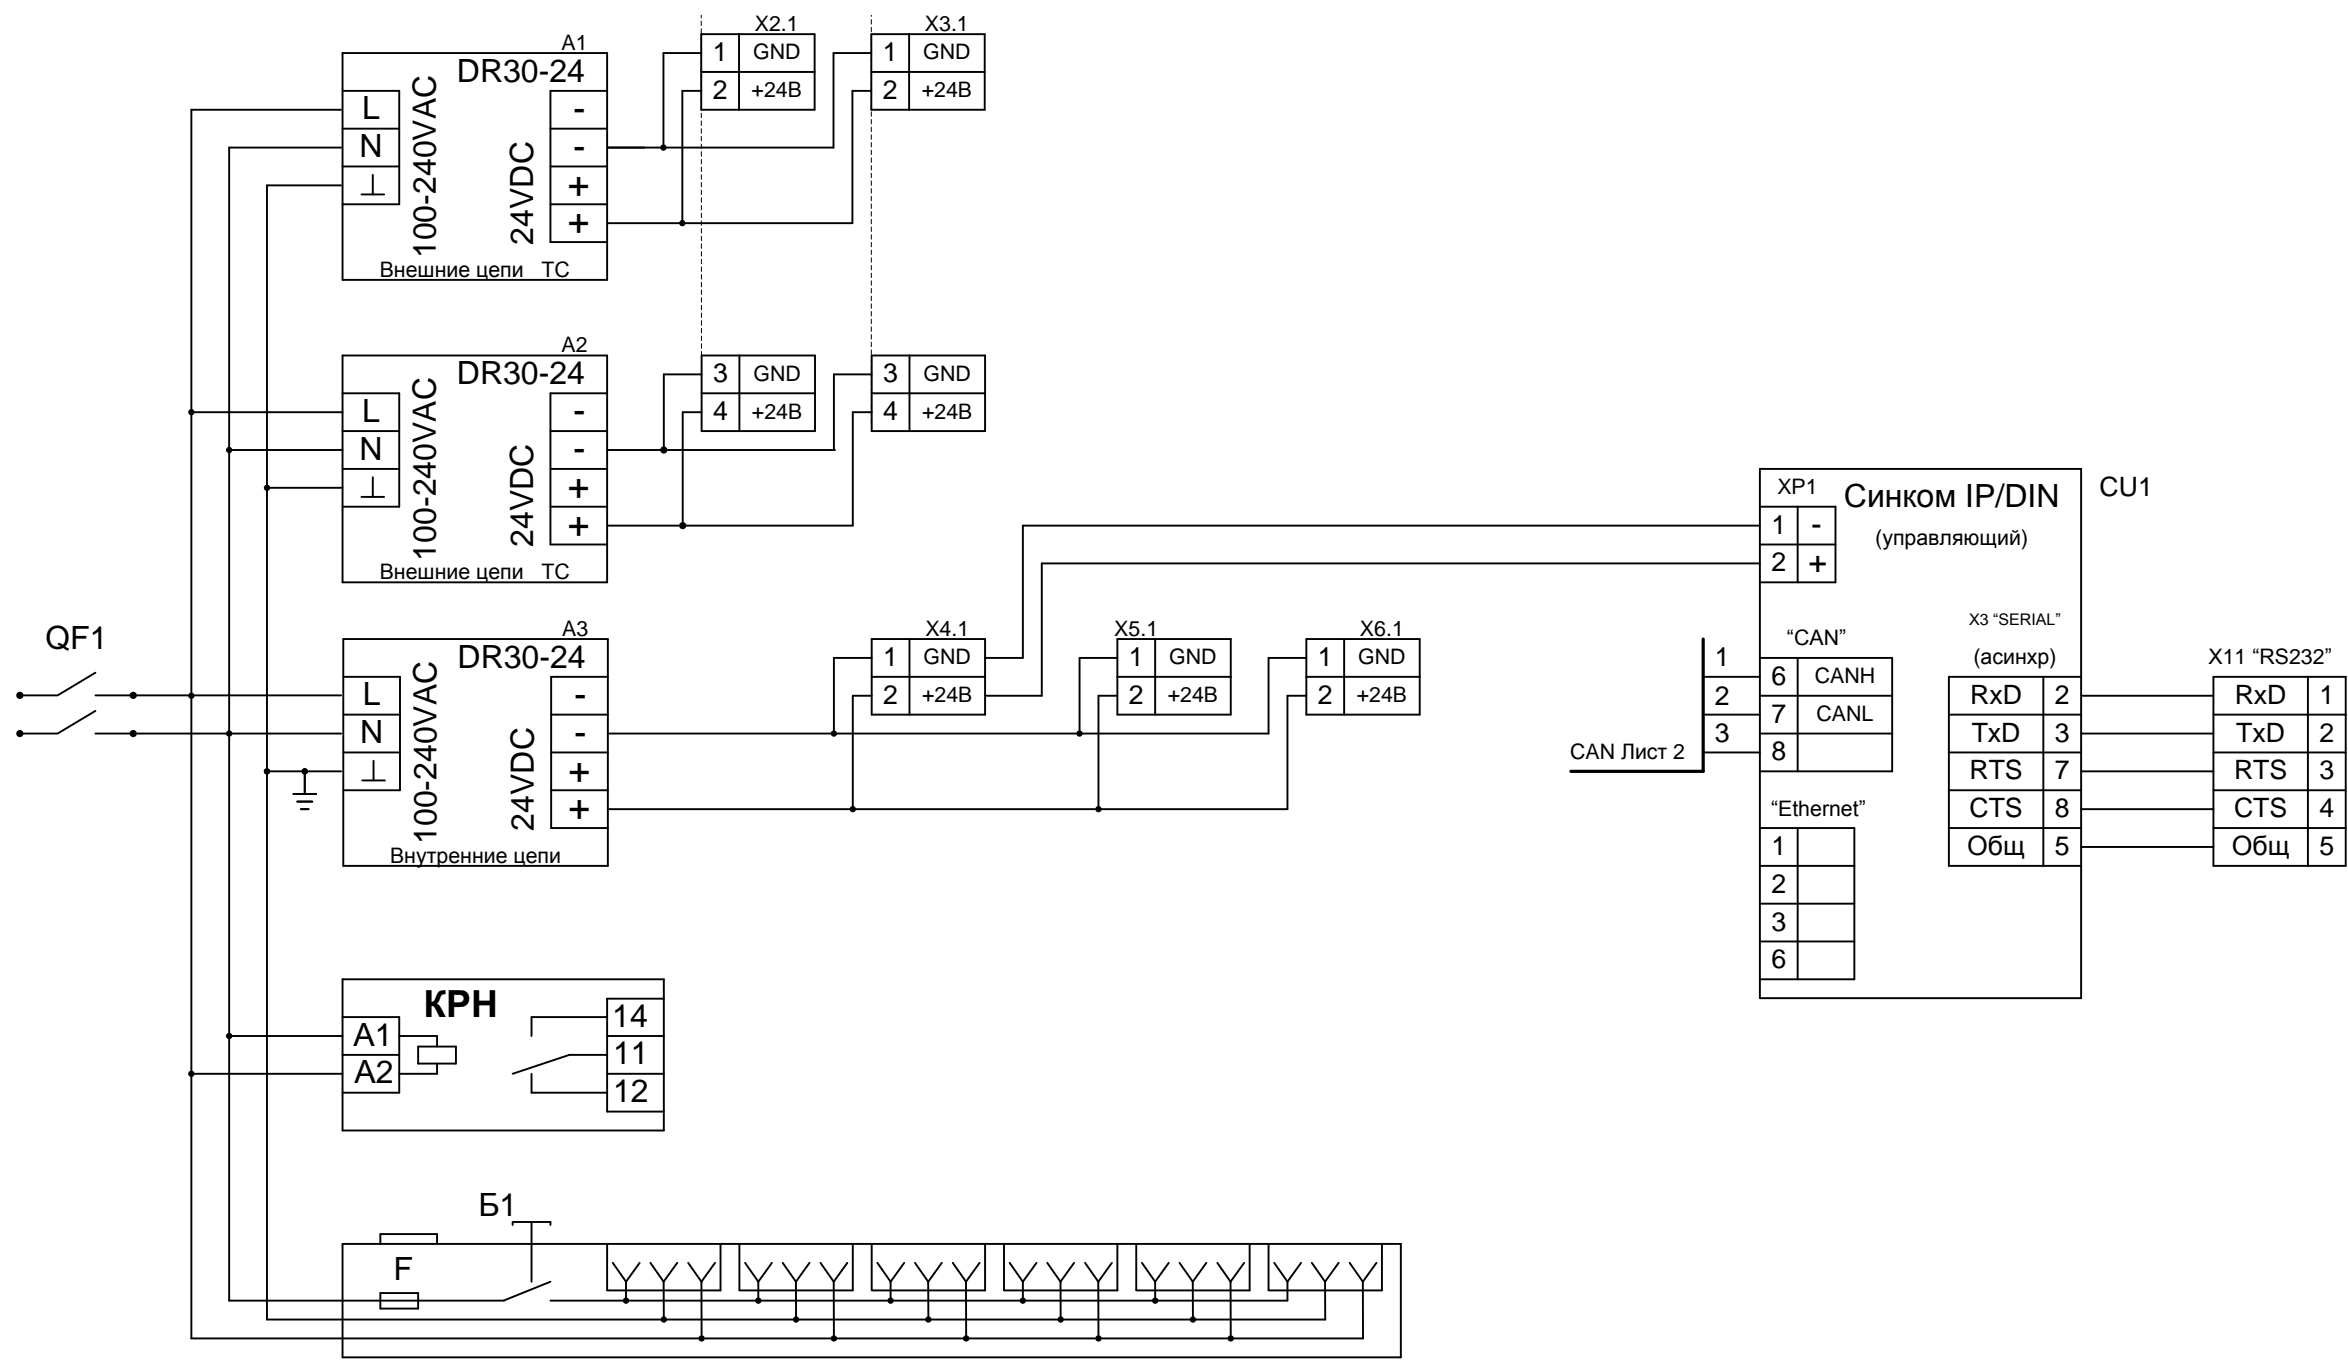 A1
DR30-24
100-240VAC
24VDC
L
N
-
-
+
+
Внешние цепи ТС
X2.1
1 GND
2 +24В
X3.1
1 GND
2 +24В
A2
DR30-24
100-240VAC
24VDC
L
N
-
-
+
+
Внешние цепи ТС
3 GND
4 +24В
3 GND
4 +24В
QF1
A3
DR30-24
100-240VAC
24VDC
L
N
-
-
+
+
Внутренние цепи
X4.1
1 GND
2 +24В
X5.1
1 GND
2 +24В
X6.1
1 GND
2 +24В
XP1
Синком IP/DIN
(управляющий)
CU1
1 -
2 +
“CAN”
1
2
3
6 CANH
7 CANL
8
CAN Лист 2
“Ethernet”
1
2
3
6
X3 “SERIAL”
(асинхр)
RxD 2
TxD 3
RTS 7
CTS 8
Общ 5
X11 “RS232”
RxD 1
TxD 2
RTS 3
CTS 4
Общ 5
КРН
A1
A2
14
11
12
Б1
F